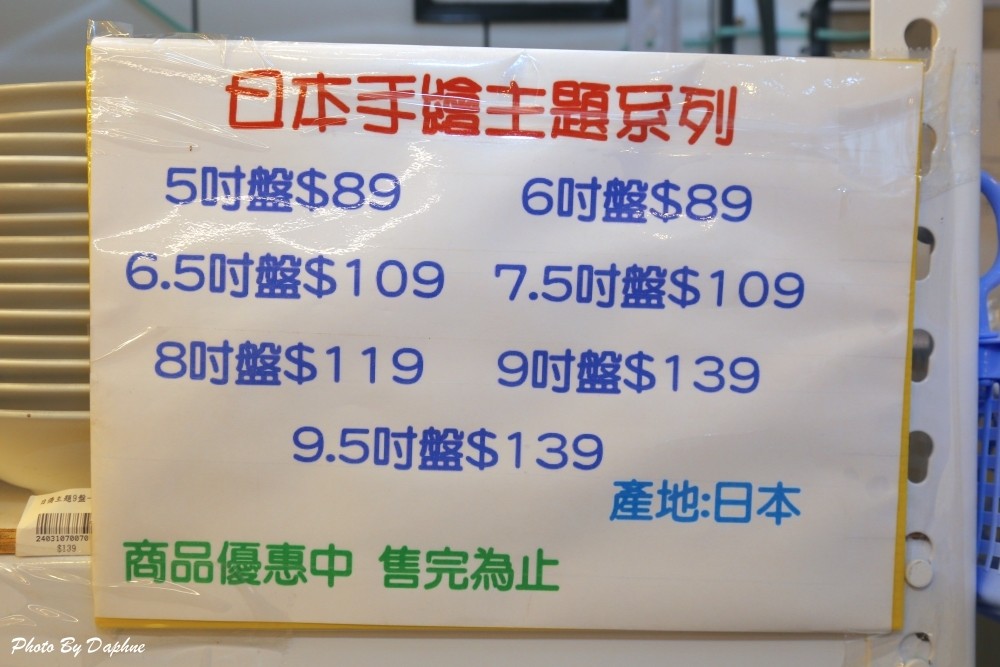 日本手繪主題系列
5吋盤$89 6吋盤$89
6.5吋盤$109 7.5吋盤$109
8吋盤$119 9吋盤$139
9.5吋盤$139
產地:日本
商品優惠中 售完為止
24031070070
$139
Photo By Daphne